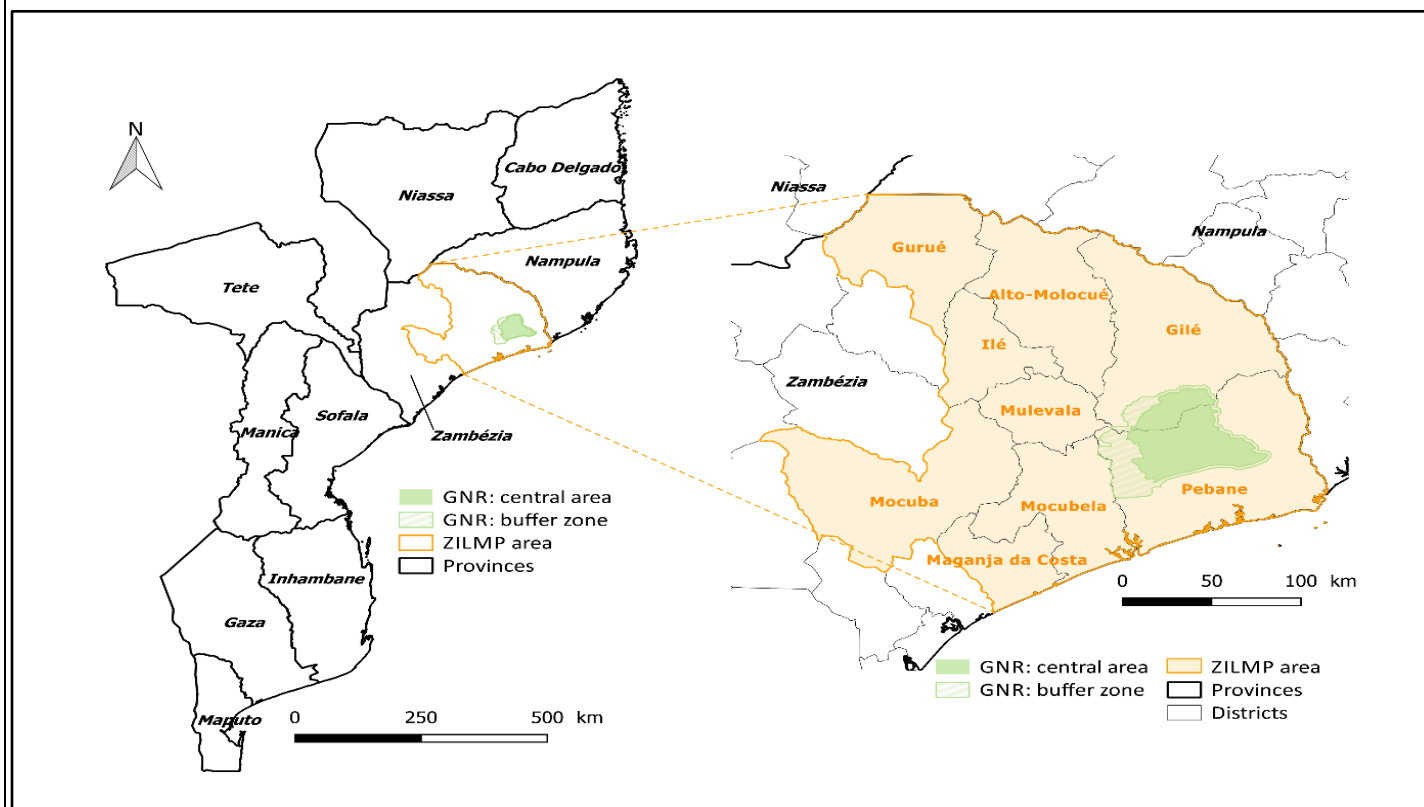 N
Cabo Delgado
Niassa
Nampula
Tete
Zambézia
Sofala
Manica
Inhambane
Gaza
Maputo
GNR: central area
GNR: buffer zone
ZILMP area
Provinces
0 250 500 km
Niassa
Nampula
Gurué
Alto-Molocué
Gilé
Ilé
Zambézia
Mulevala
Pebane
Mocuba
Mocubela
Maganja da Costa
0 50 100 km
GNR: central area
GNR: buffer zone
ZILMP area
Provinces
Districts